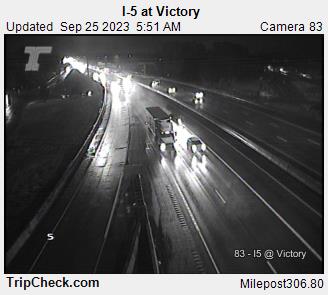 I-5 at Victory
Updated Sep 25 2023 5:51 AM Camera 83
T
S
83 - I5 @ Victory
TripCheck.com Milepost306.80